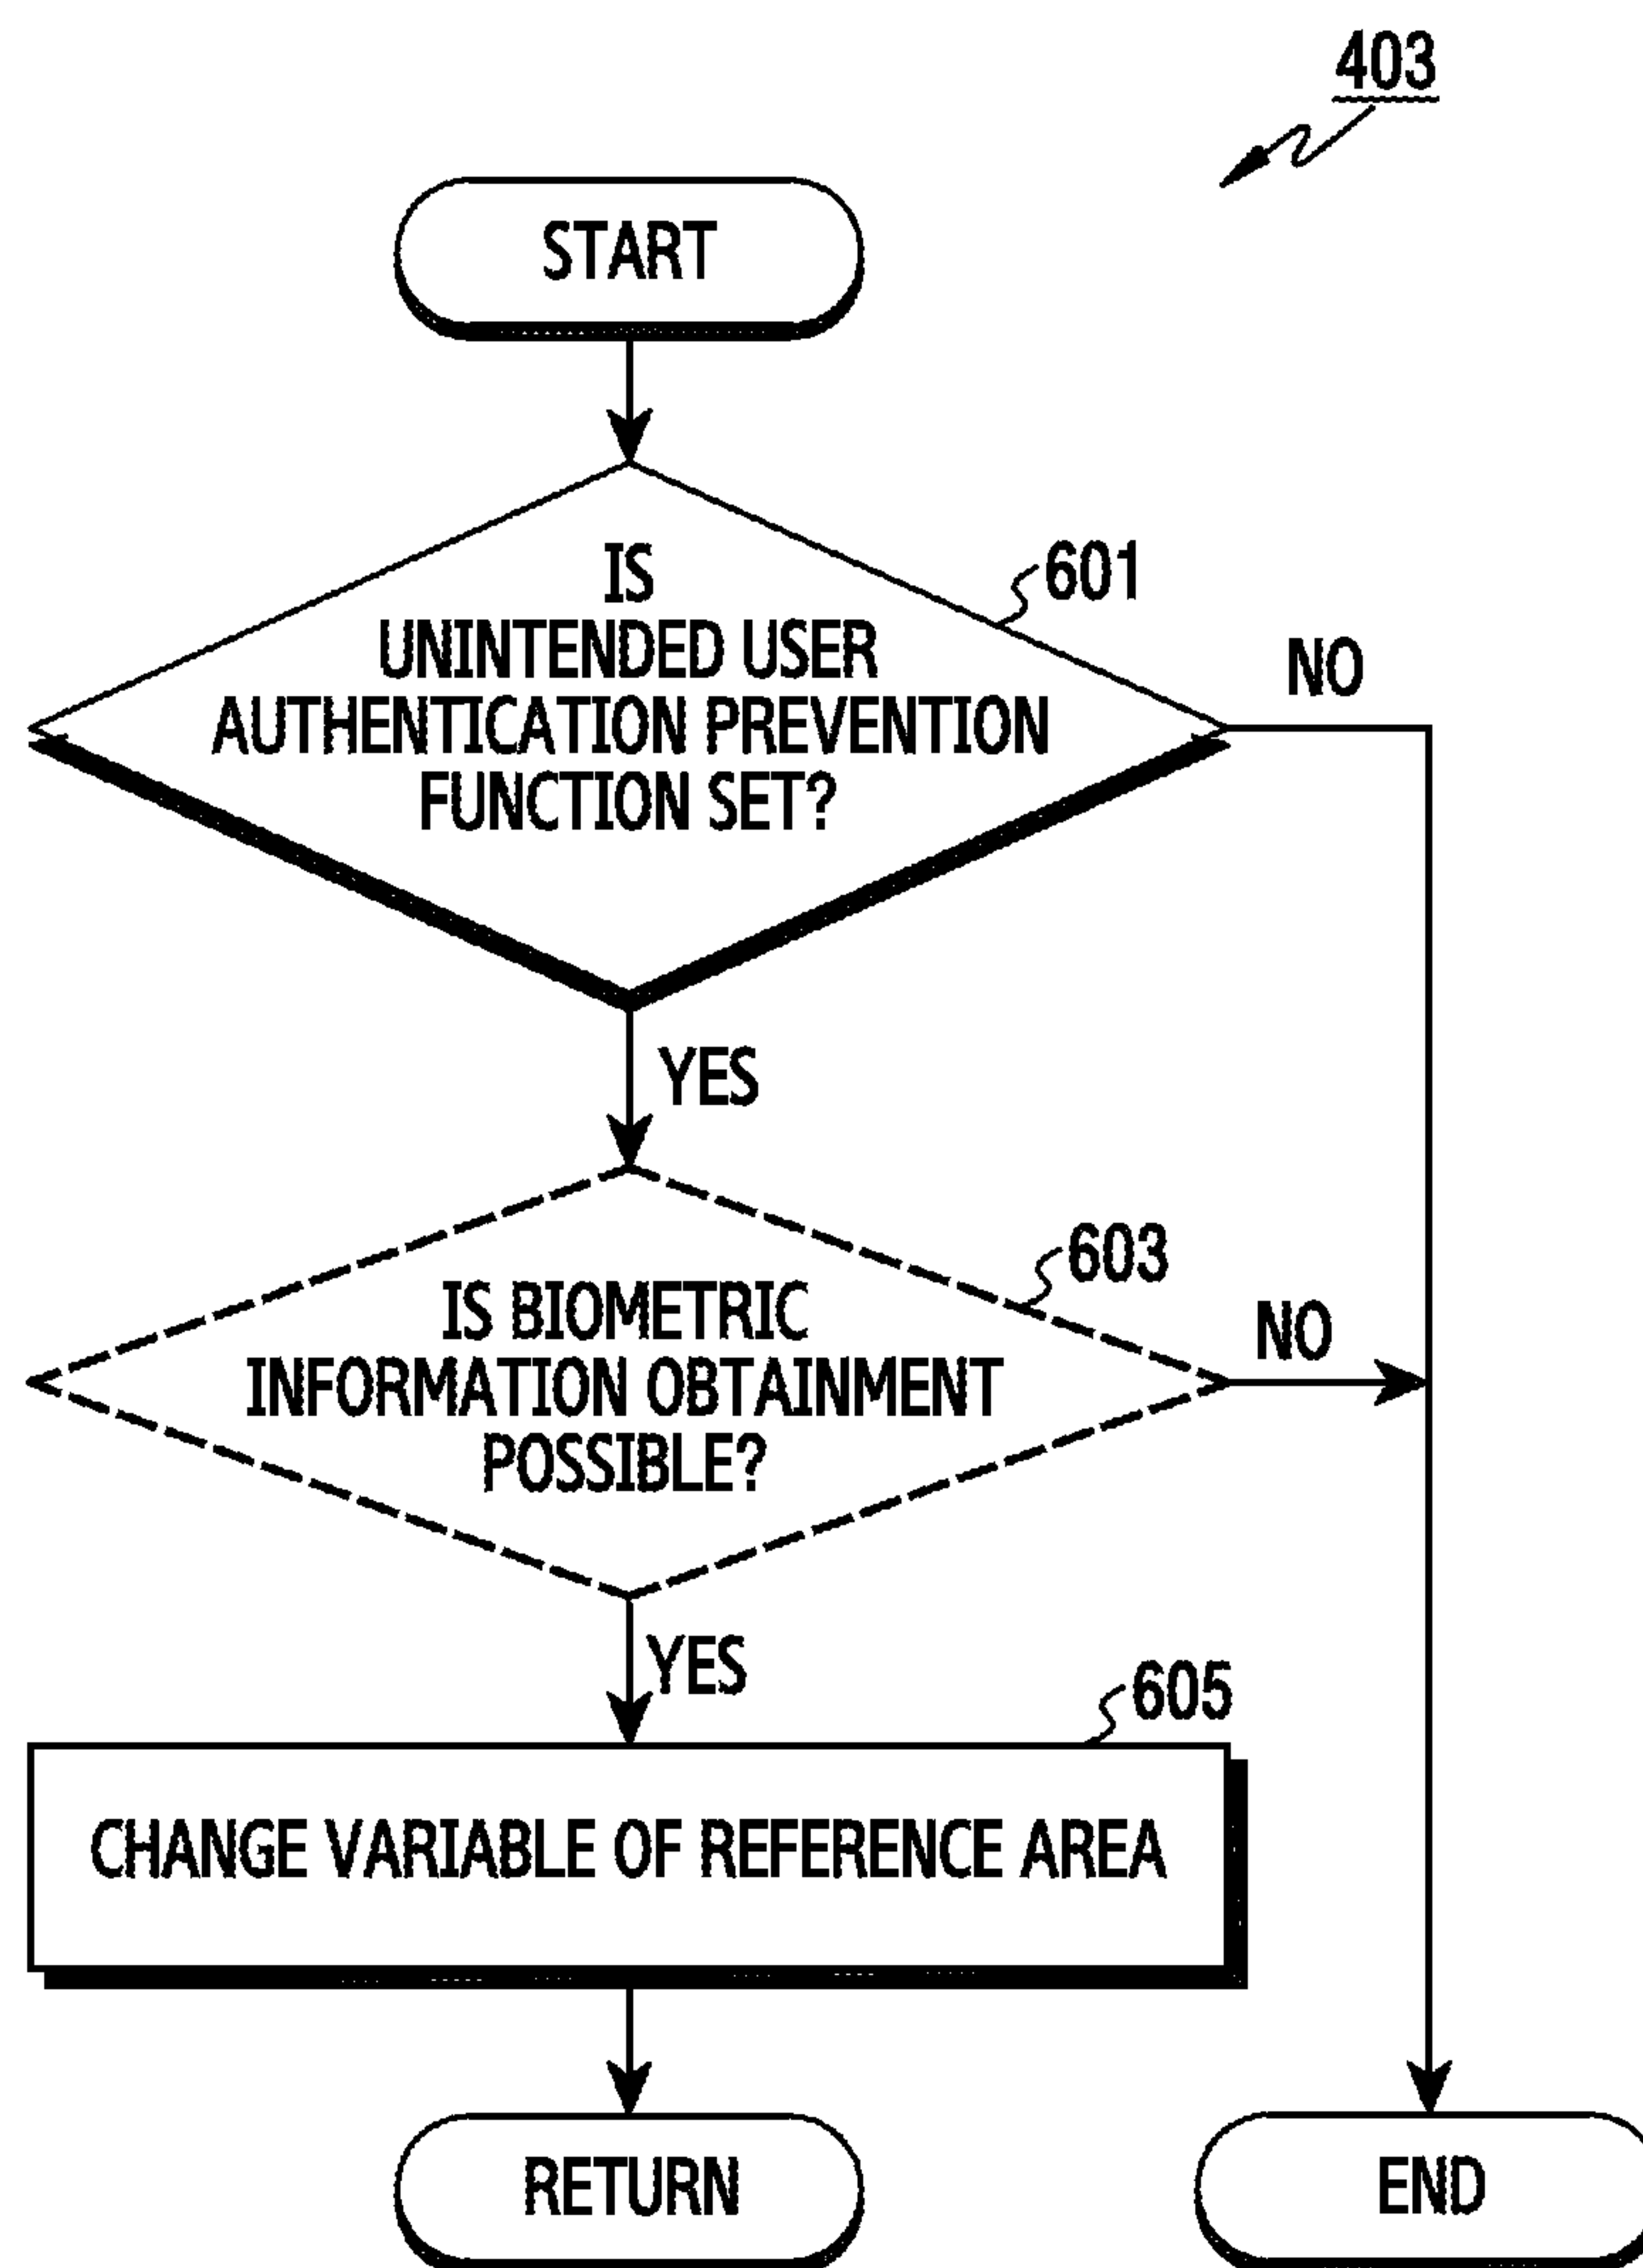 403
START
IS
UNINTENDED USER
AUTHENTICATION PREVENTION
FUNCTION SET?
601
NO
YES
IS BIOMETRIC
INFORMATION OBTAINMENT
POSSIBLE?
603
NO
YES
605
CHANGE VARIABLE OF REFERENCE AREA
RETURN
END